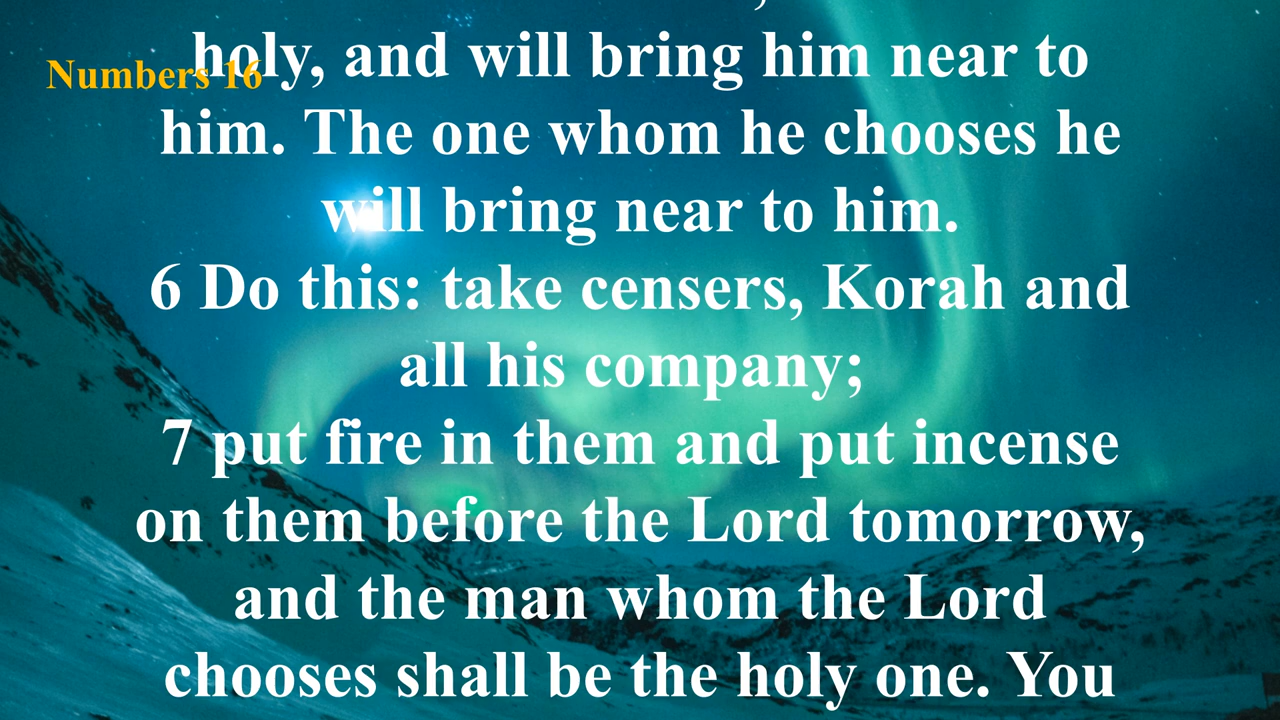 Numbers 16
holy, and will bring him near to
him. The one whom he chooses he
will bring near to him.
6 Do this: take censers, Korah and
all his company;
7 put fire in them and put incense
on them before the Lord tomorrow,
and the man whom the Lord
chooses shall be the holy one. You